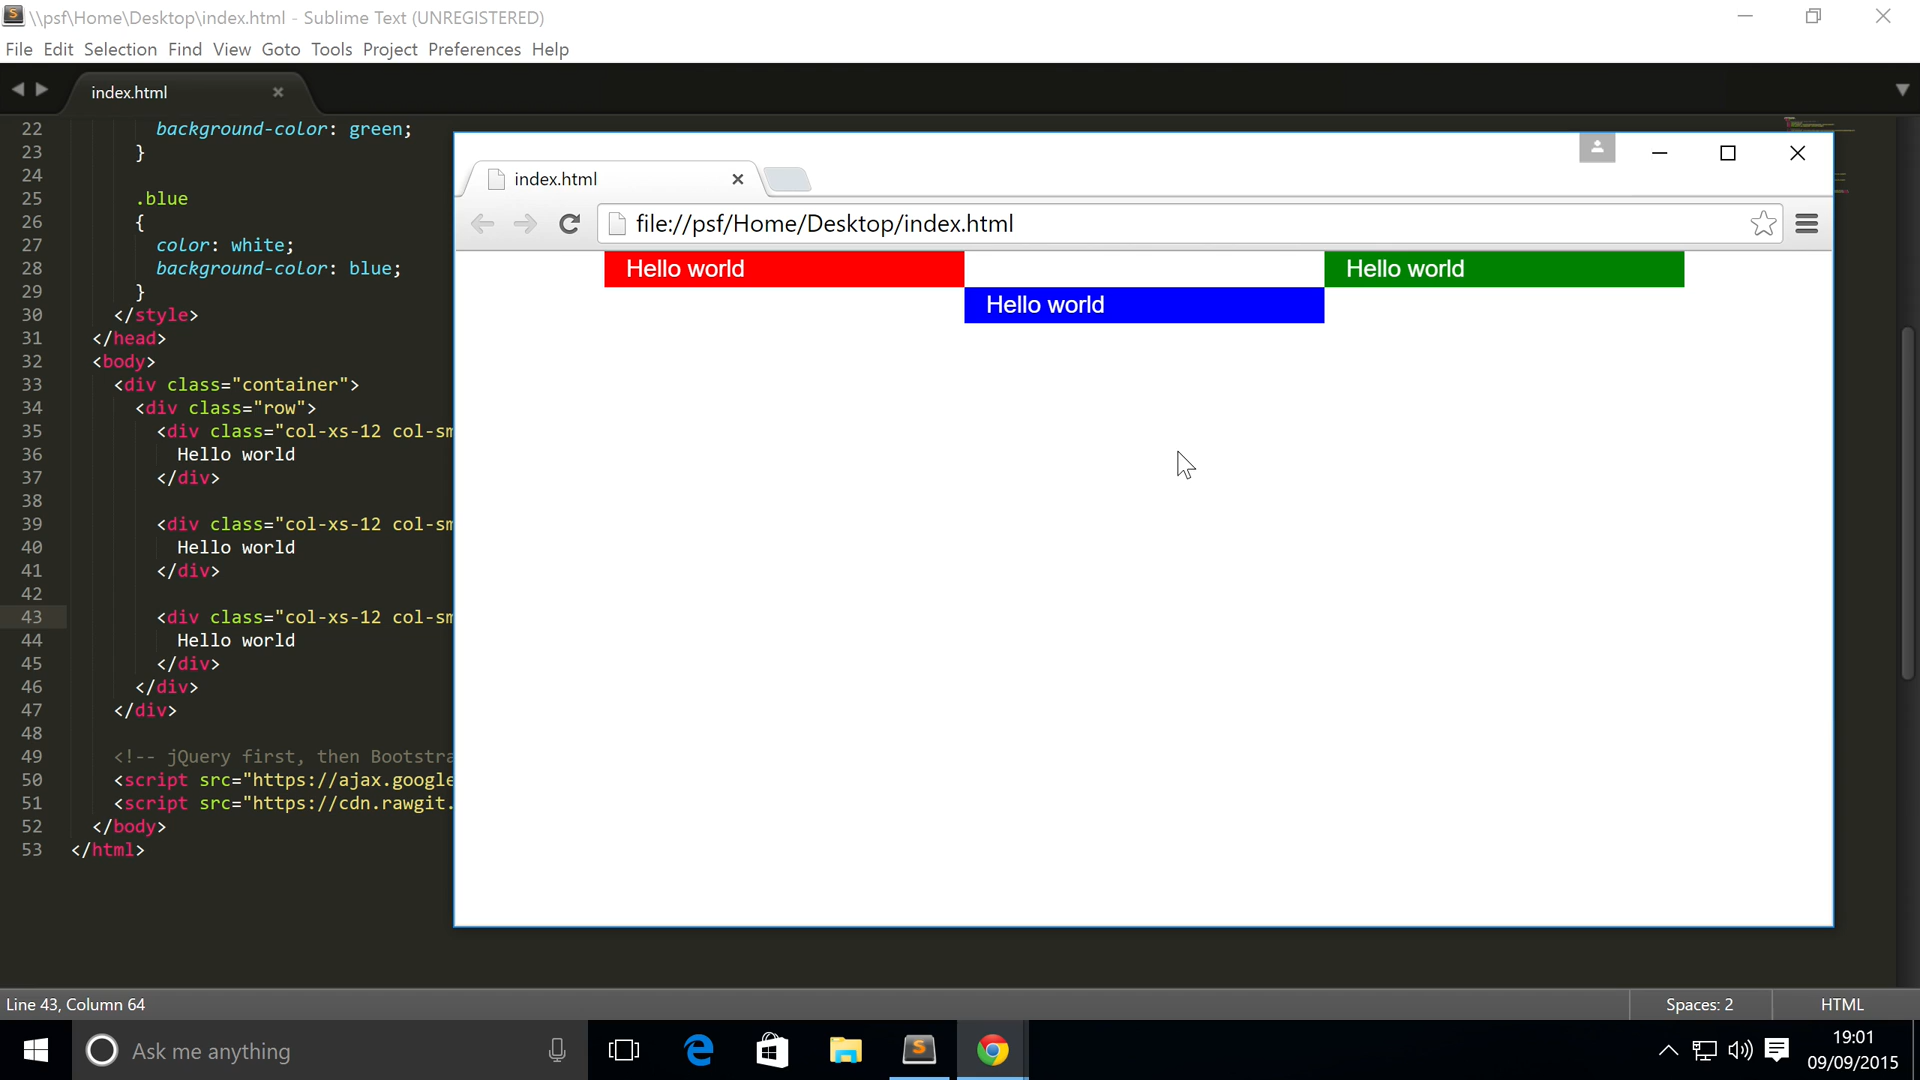 \\psf\Home\Desktop\index.html - Sublime Text (UNREGISTERED)
File Edit Selection Find View Goto Tools Project Preferences Help
index.html
22 background-color: green;
23 }
24
25 .blue
26 {
27 color: white;
28 background-color: blue;
29 }
30 </style>
31 </head>
32 <body>
33 <div class="container">
34 <div class="row">
35 <div class="col-xs-12 col-sm
36 Hello world
37 </div>
38
39 <div class="col-xs-12 col-sm
40 Hello world
41 </div>
42
43 <div class="col-xs-12 col-sm
44 Hello world
45 </div>
46 </div>
47 </div>
48
49 <!-- jQuery first, then Bootstra
50 <script src="https://ajax.google
51 <script src="https://cdn.rawgit.
52 </body>
53 </html>
index.html
file://psf/Home/Desktop/index.html
Hello world
Hello world
Hello world
Line 43, Column 64
Spaces: 2
HTML
Ask me anything
19:01
09/09/2015